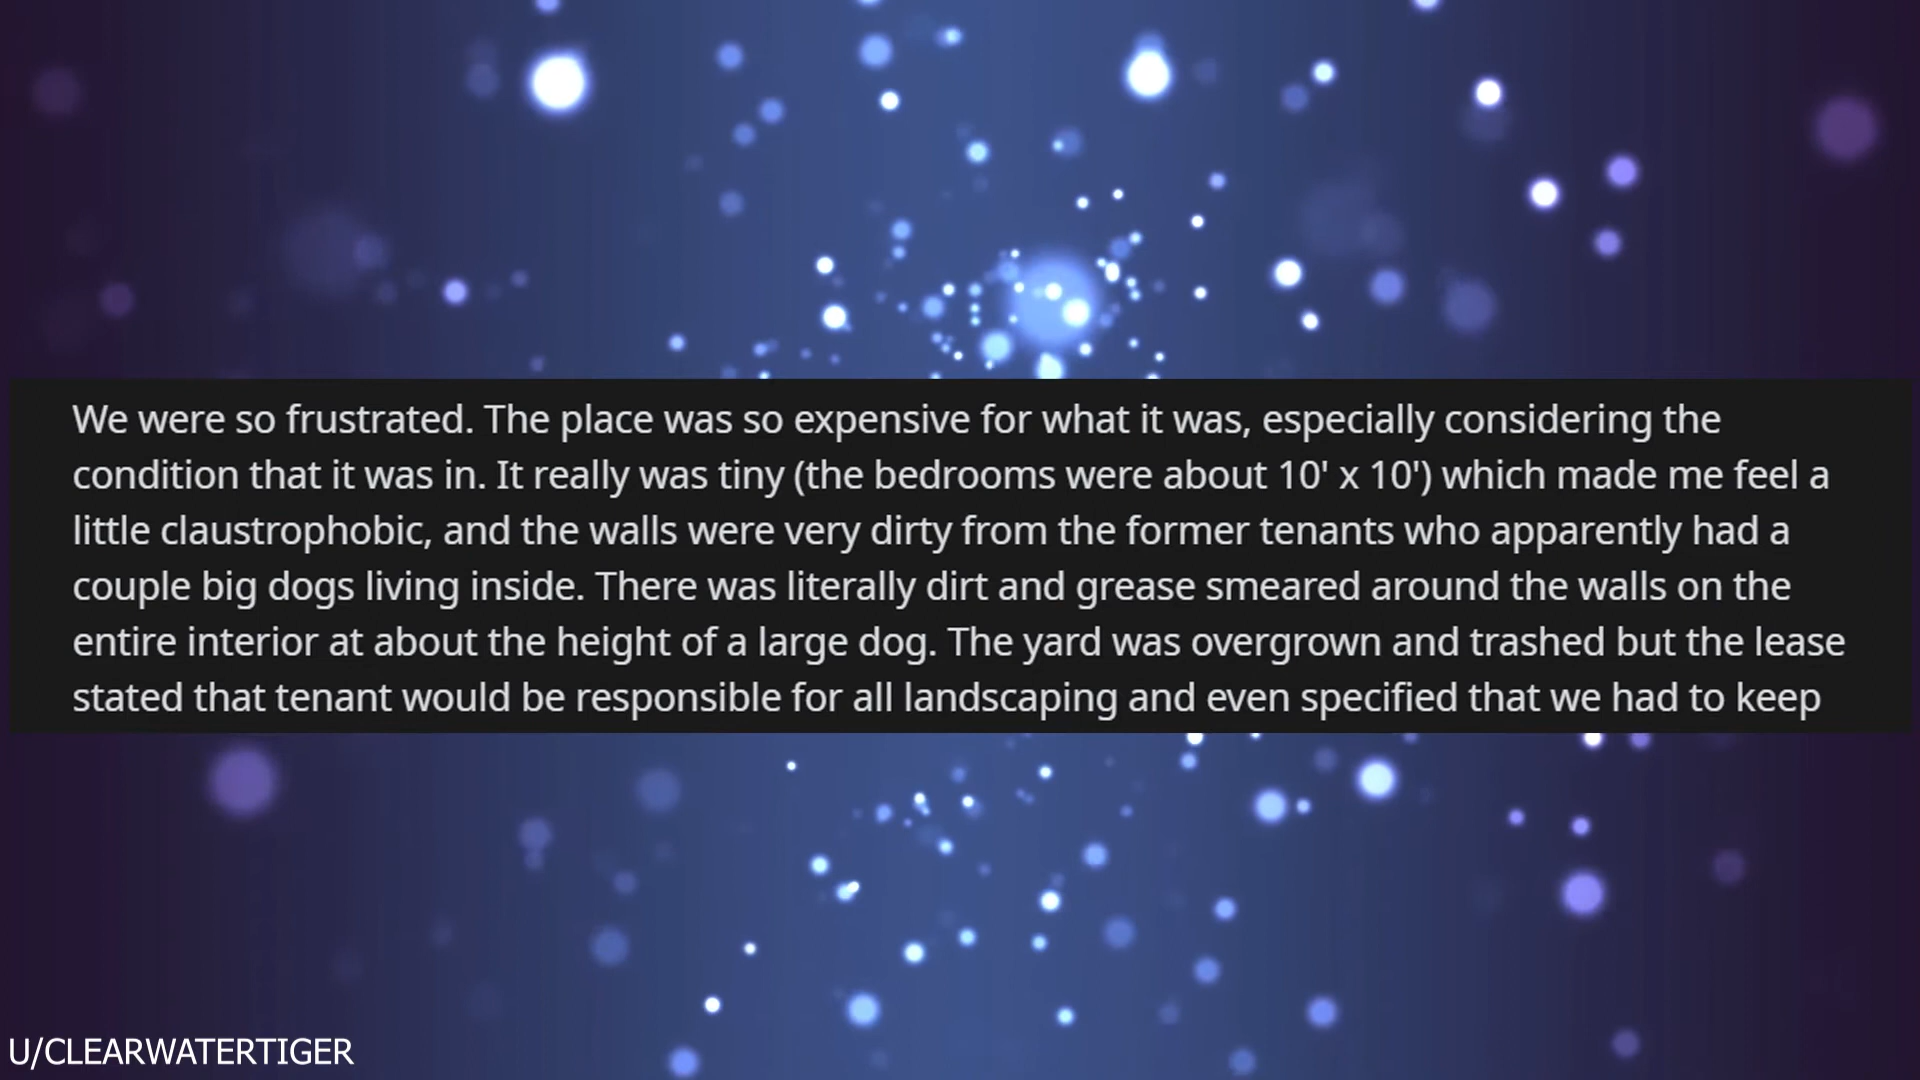 We were so frustrated. The place was so expensive for what it was, especially considering the
condition that it was in. It really was tiny (the bedrooms were about 10' x 10') which made me feel a
little claustrophobic, and the walls were very dirty from the former tenants who apparently had a
couple big dogs living inside. There was literally dirt and grease smeared around the walls on the
entire interior at about the height of a large dog. The yard was overgrown and trashed but the lease
stated that tenant would be responsible for all landscaping and even specified that we had to keep
U/CLEARWATERTIGER